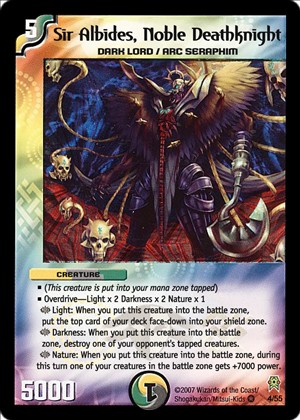 5 Sir Albides, Noble Deathknight
DARK LORD / ARC SERAPHIM
CREATURE
■ (This creature is put into your mana zone tapped)
■ Overdrive—Light x 2 Darkness x 2 Nature x 1
Light: When you put this creature into the battle zone,
put the top card of your deck face-down into your shield zone.
Darkness: When you put this creature into the battle
zone, destroy one of your opponent's tapped creatures.
Nature: When you put this creature into the battle zone, during
this turn one of your creatures in the battle zone gets +7000 power.
5000
1
©2007 Wizards of the Coast/
Shogakukan/Mitsui-Kids
4/55